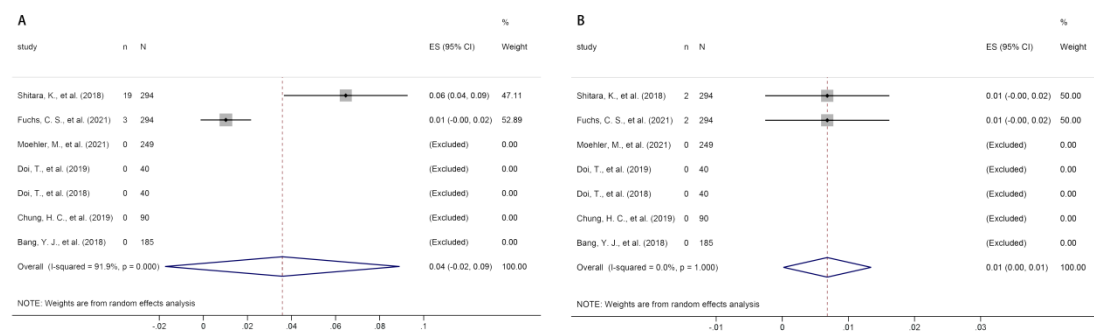 A
%
study n N ES (95% CI) Weight
Shitara, K., et al. (2018) 19 294 0.06 (0.04, 0.09) 47.11
Fuchs, C. S., et al. (2021) 3 294 0.01 (-0.00, 0.02) 52.89
Moehler, M., et al. (2021) 0 249 (Excluded) 0.00
Doi, T., et al. (2019) 0 40 (Excluded) 0.00
Doi, T., et al. (2018) 0 40 (Excluded) 0.00
Chung, H. C., et al. (2019) 0 90 (Excluded) 0.00
Bang, Y. J., et al. (2018) 0 185 (Excluded) 0.00
Overall (I-squared = 91.9%, p = 0.000) 0.04 (-0.02, 0.09) 100.00
NOTE: Weights are from random effects analysis
-.02 0 .02 .04 .06 .08 .1
B
%
study n N ES (95% CI) Weight
Shitara, K., et al. (2018) 2 294 0.01 (-0.00, 0.02) 50.00
Fuchs, C. S., et al. (2021) 2 294 0.01 (-0.00, 0.02) 50.00
Moehler, M., et al. (2021) 0 249 (Excluded) 0.00
Doi, T., et al. (2019) 0 40 (Excluded) 0.00
Doi, T., et al. (2018) 0 40 (Excluded) 0.00
Chung, H. C., et al. (2019) 0 90 (Excluded) 0.00
Bang, Y. J., et al. (2018) 0 185 (Excluded) 0.00
Overall (I-squared = 0.0%, p = 1.000) 0.01 (0.00, 0.01) 100.00
NOTE: Weights are from random effects analysis
-.01 0 .01 .02 .03